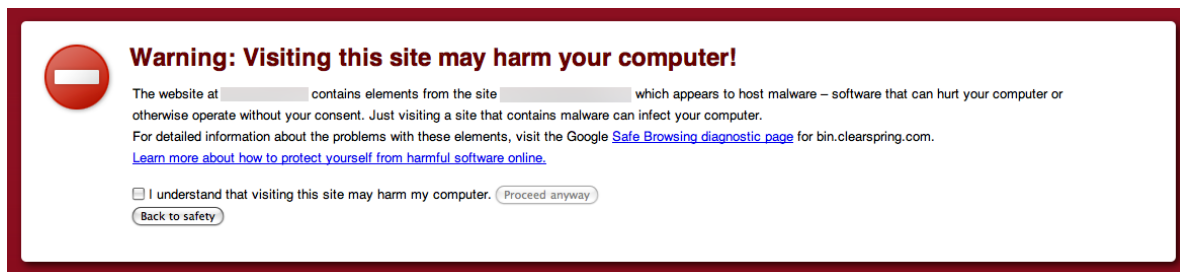 Warning: Visiting this site may harm your computer!
The website at contains elements from the site which appears to host malware – software that can hurt your computer or
otherwise operate without your consent. Just visiting a site that contains malware can infect your computer.
For detailed information about the problems with these elements, visit the Google Safe Browsing diagnostic page for bin.clearspring.com.
Learn more about how to protect yourself from harmful software online.
I understand that visiting this site may harm my computer. Proceed anyway
Back to safety